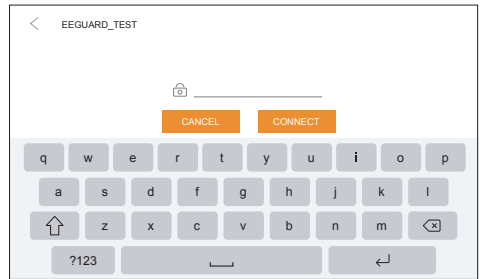 EEGUARD_TEST
CANCEL CONNECT
q w e r t y u i o p
a s d f g h j k l
z x c v b n m
?123